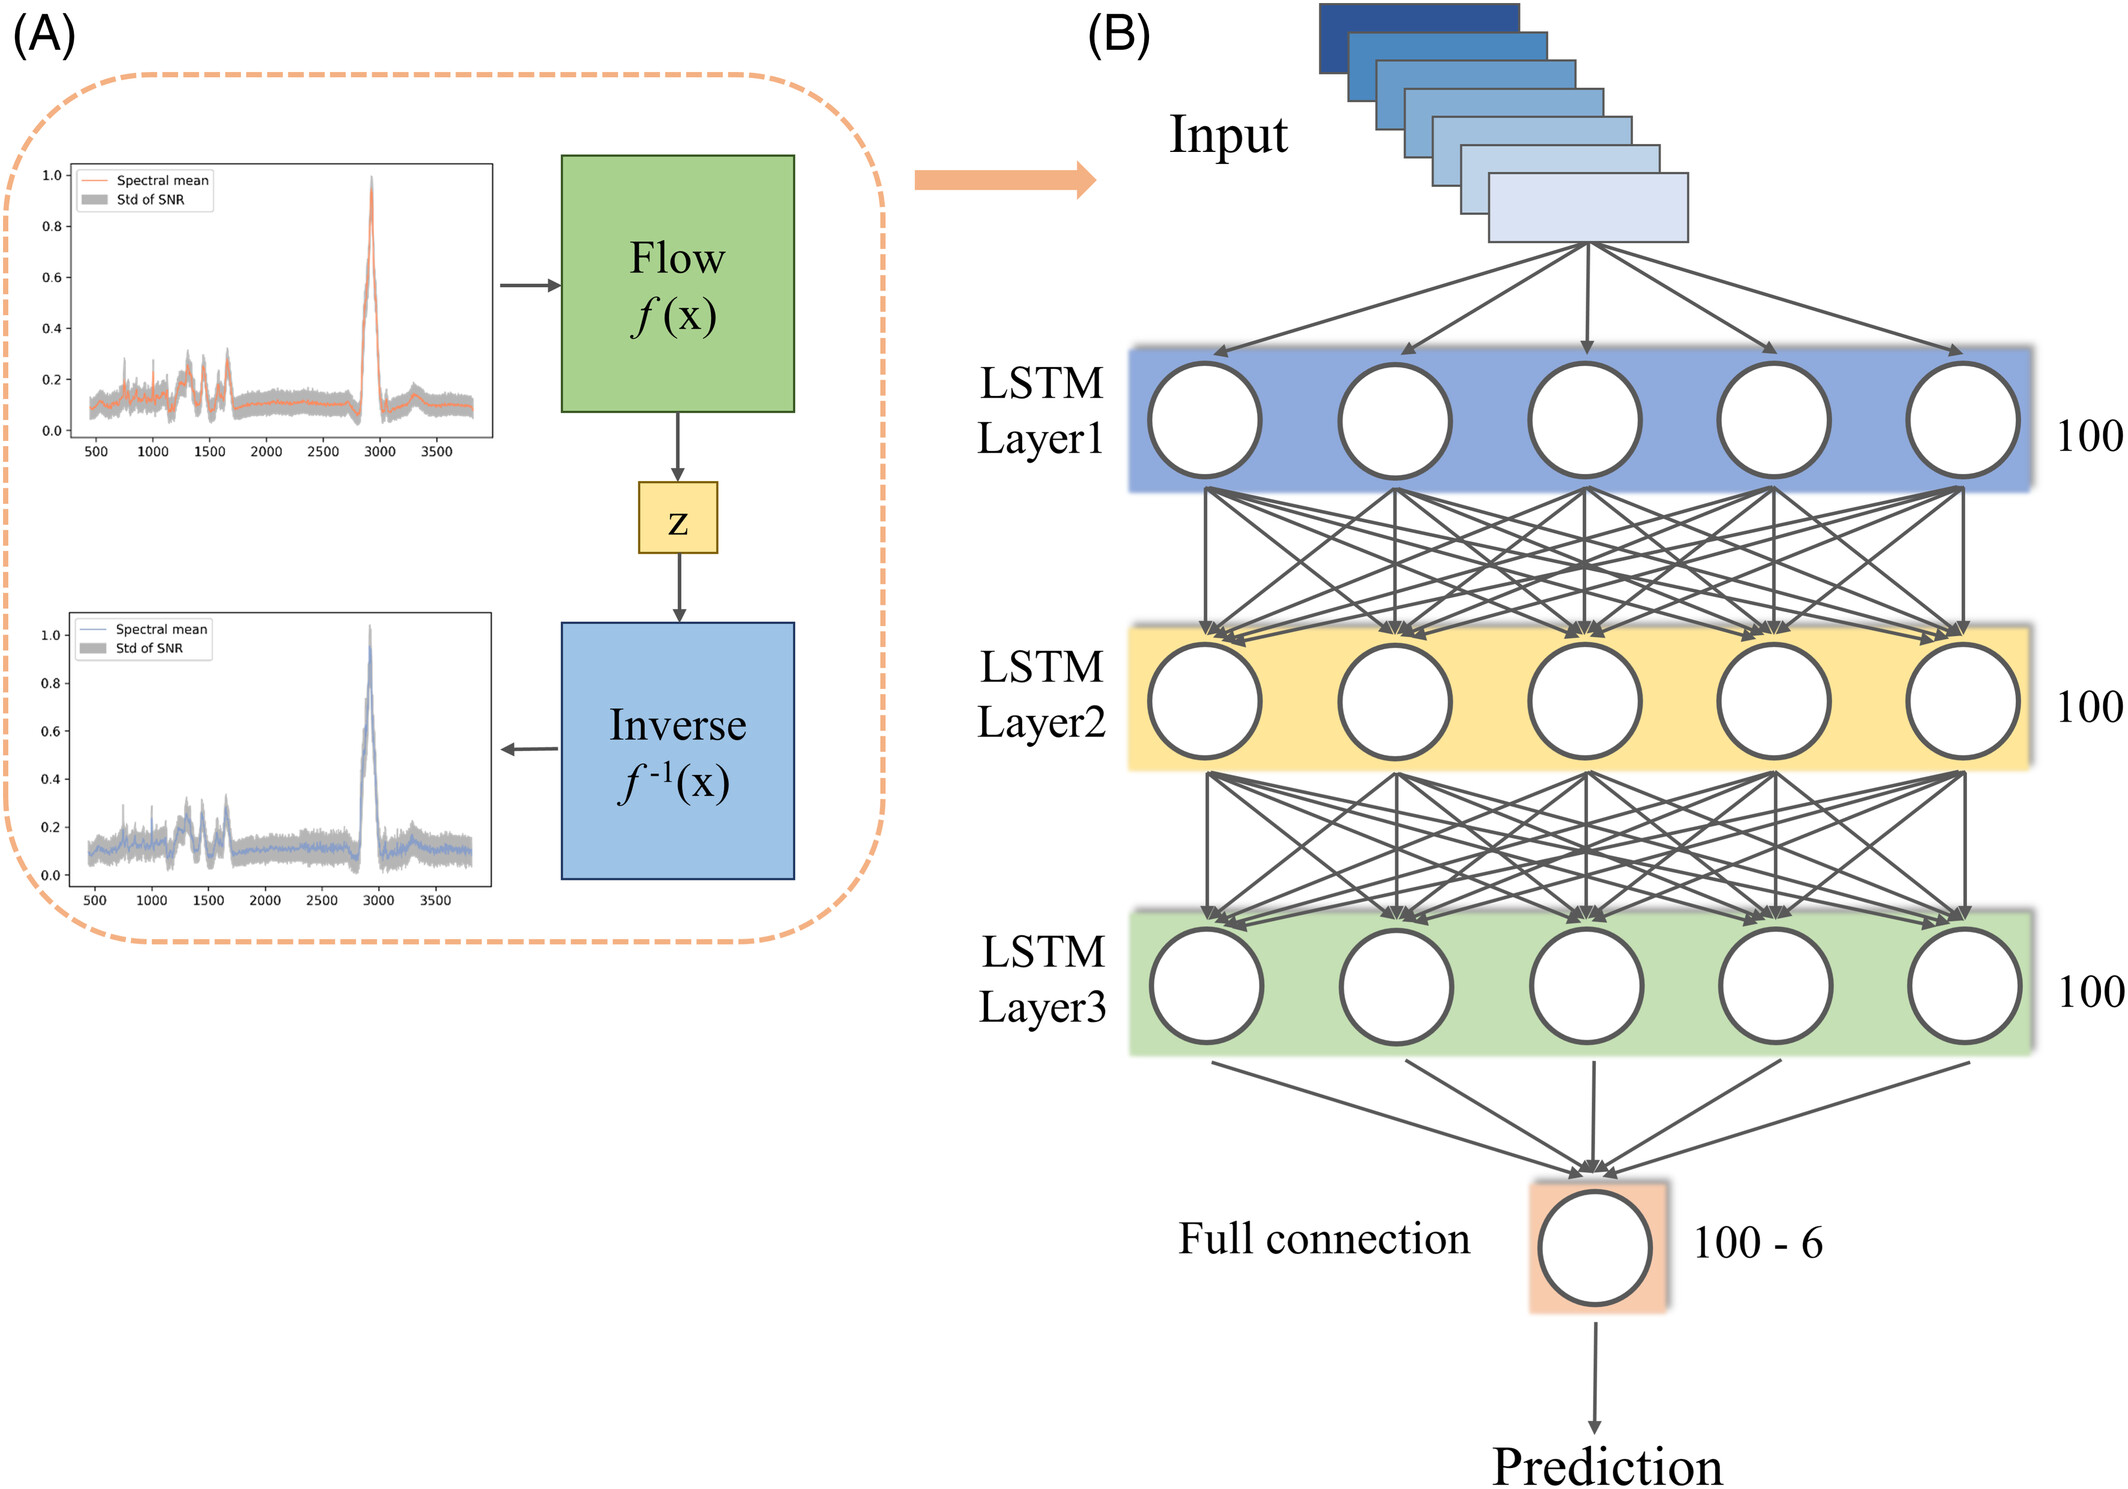 (A)
1.0
0.8
0.6
0.4
0.2
0.0
Spectral mean
Std of SNR
500 1000 1500 2000 2500 3000 3500
Flow
f (x)
z
Inverse
f⁻¹(x)
1.0
0.8
0.6
0.4
0.2
0.0
Spectral mean
Std of SNR
500 1000 1500 2000 2500 3000 3500
(B)
Input
LSTM
Layer1
100
LSTM
Layer2
100
LSTM
Layer3
100
Full connection
100 - 6
Prediction